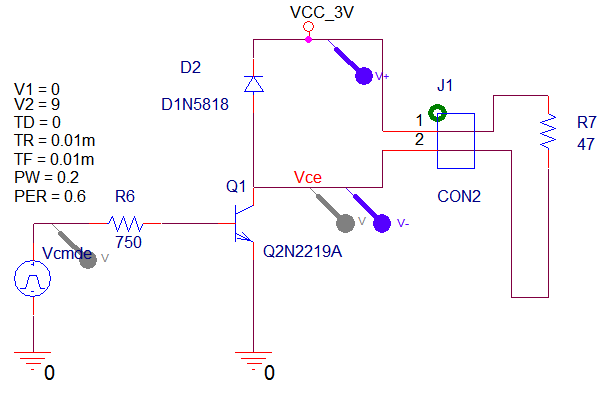 VCC_3V
D2
D1N5818
V+
J1
1
2
CON2
R7
47
V1 = 0
V2 = 9
TD = 0
TR = 0.01m
TF = 0.01m
PW = 0.2
PER = 0.6
R6
750
Q1
Vce
V
V-
Q2N2219A
Vcmde
V
0
0